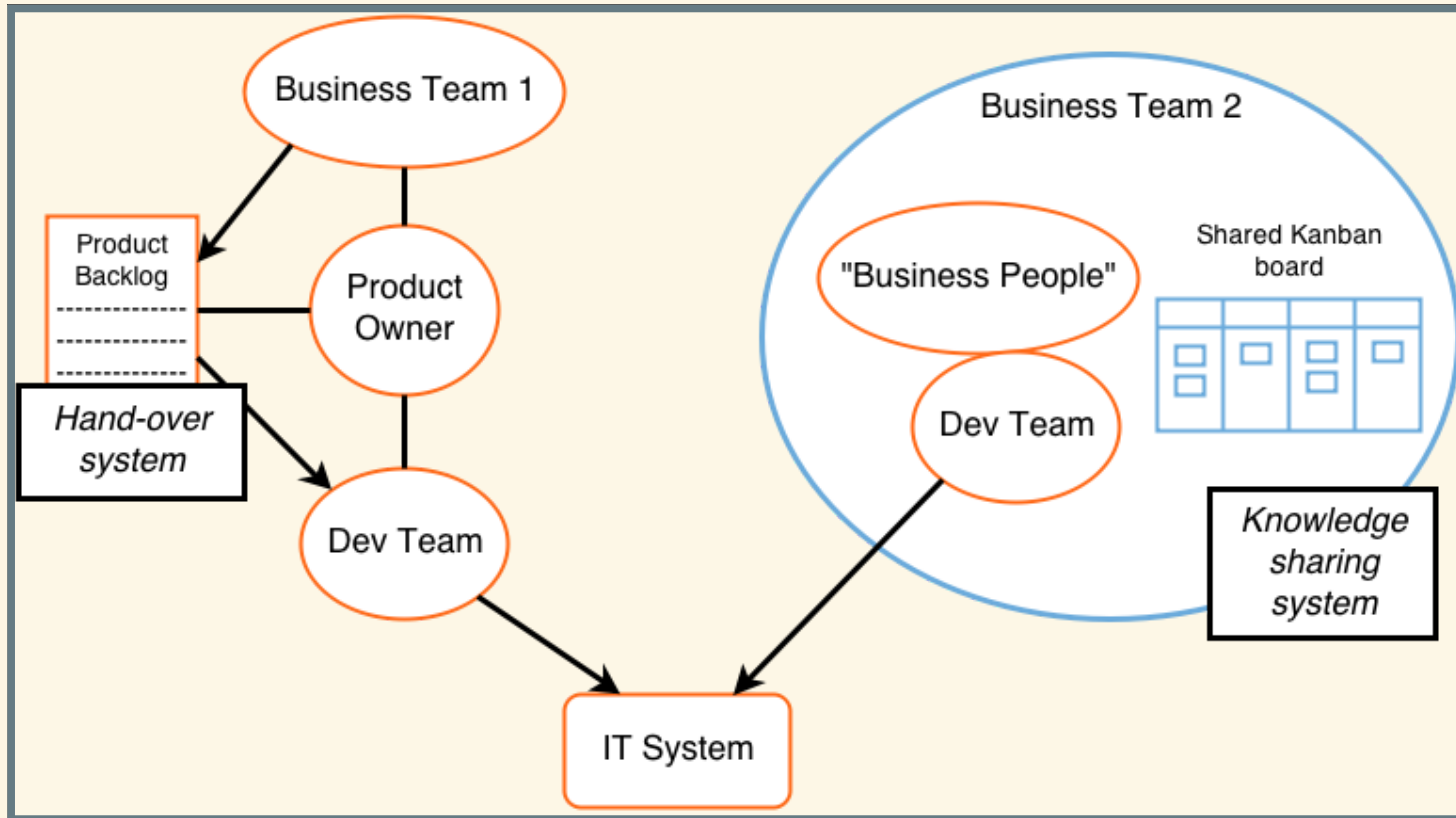 Business Team 1
Product
Backlog
--------------
--------------
--------------
Hand-over
system
Product
Owner
Dev Team
Business Team 2
"Business People"
Dev Team
Shared Kanban
board
Knowledge
sharing
system
IT System